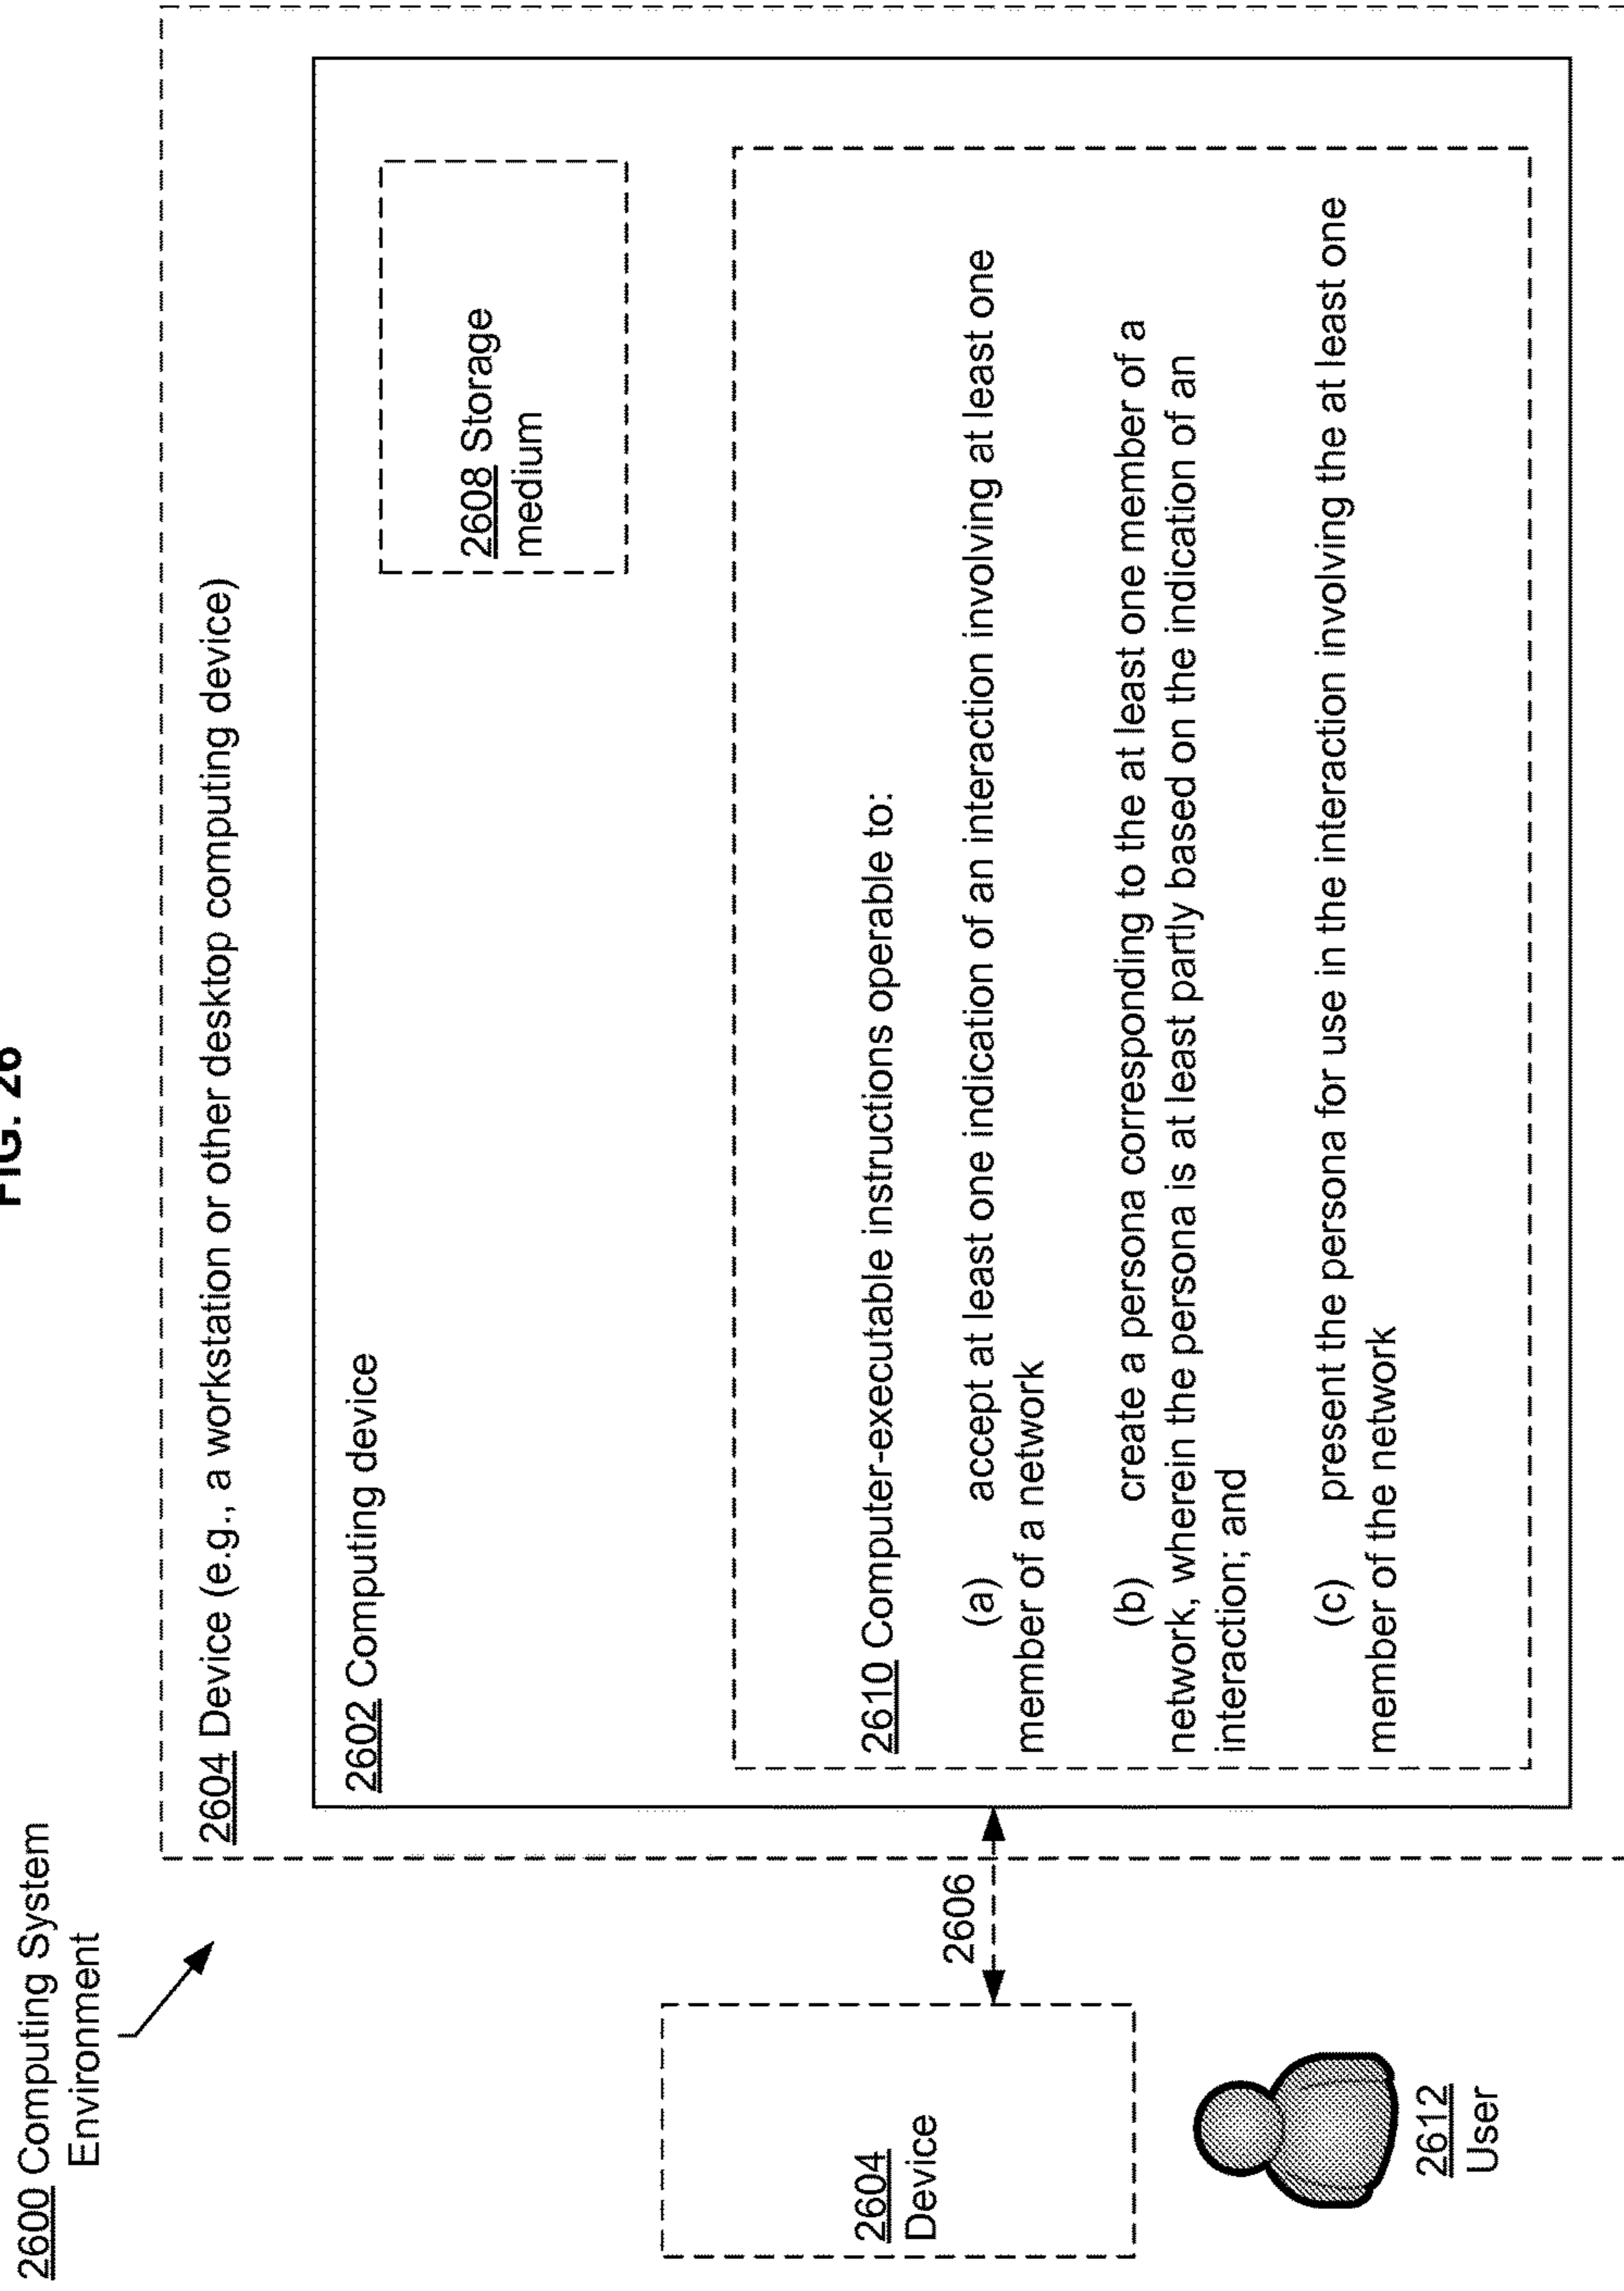 FIG. 26
2600 Computing System
Environment
2604 Device (e.g., a workstation or other desktop computing device)
2602 Computing device
2608 Storage
medium
2610 Computer-executable instructions operable to:
(a) accept at least one indication of an interaction involving at least one
member of a network
(b) create a persona corresponding to the at least one member of a
network, wherein the persona is at least partly based on the indication of an
interaction; and
(c) present the persona for use in the interaction involving the at least one
member of the network
2606
2604
Device
2612
User